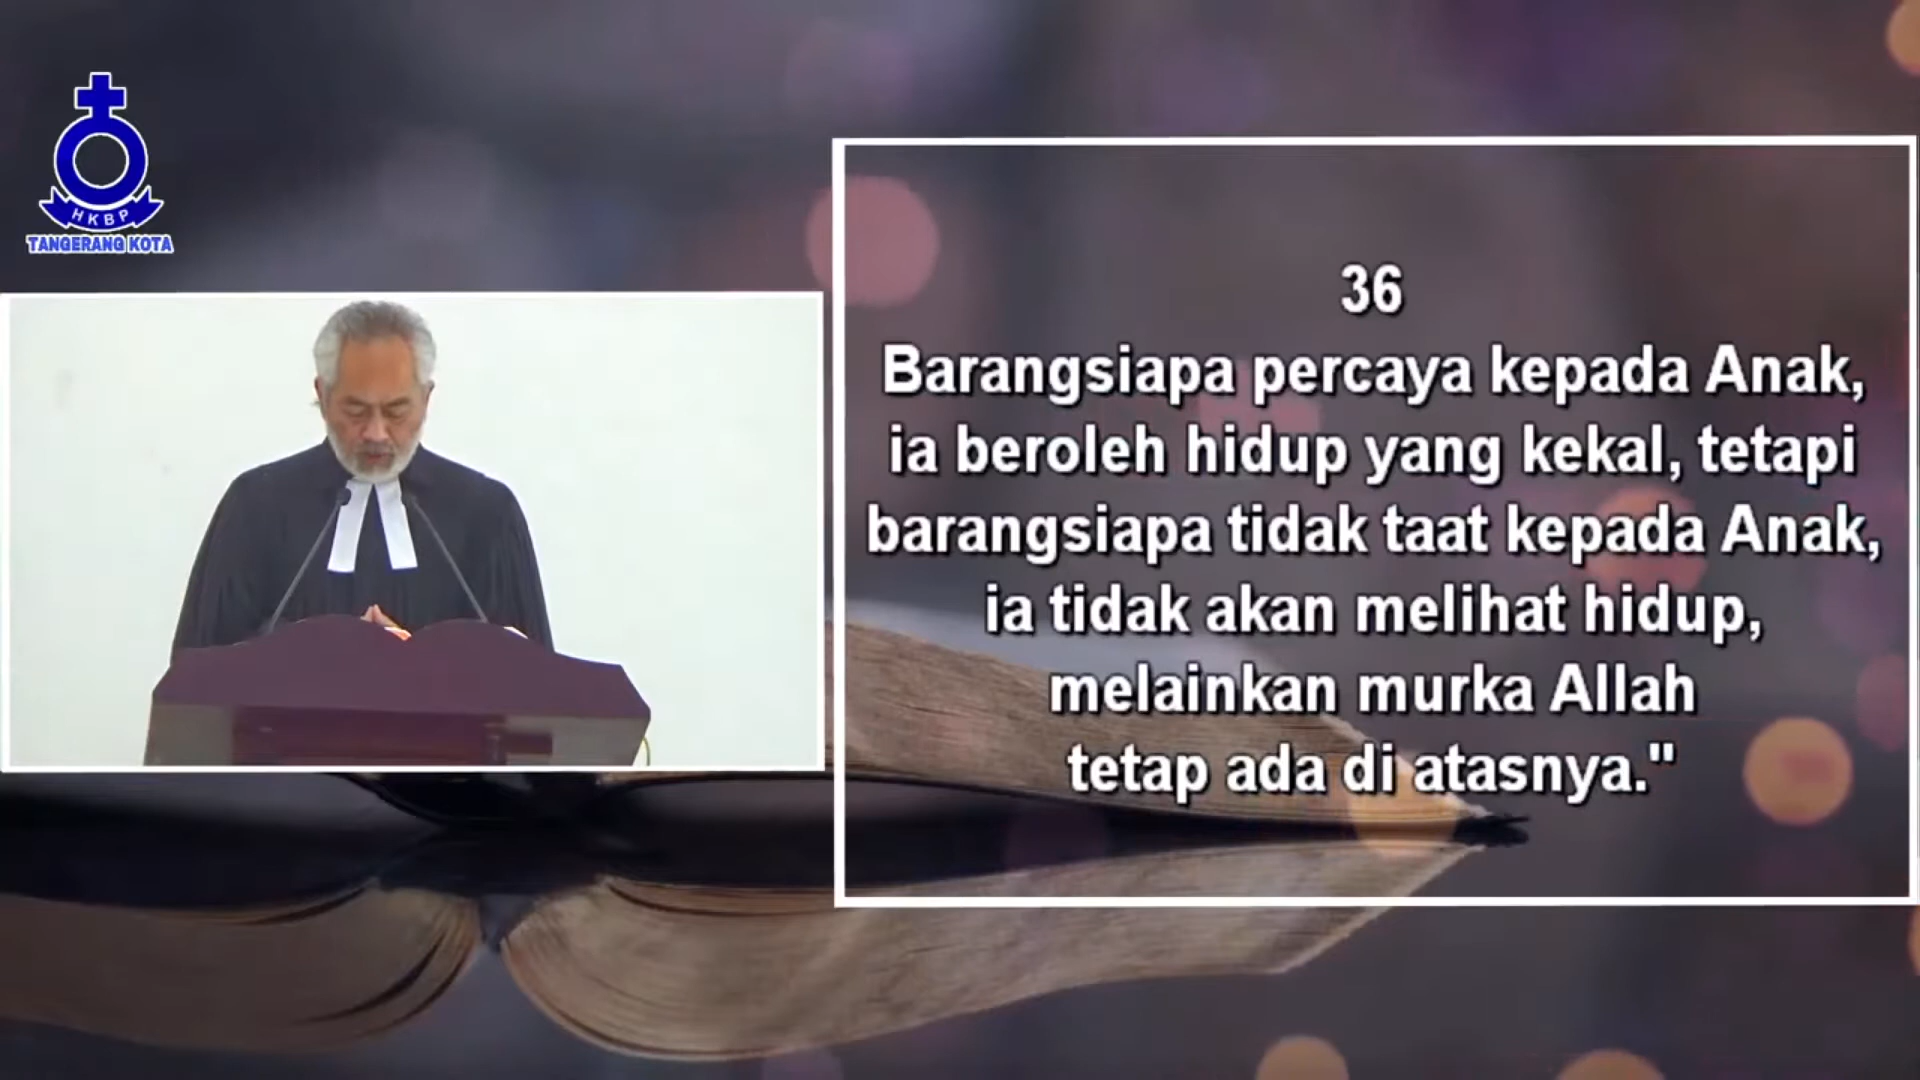 HKBP
TANGERANG KOTA
36
Barangsiapa percaya kepada Anak,
ia beroleh hidup yang kekal, tetapi
barangsiapa tidak taat kepada Anak,
ia tidak akan melihat hidup,
melainkan murka Allah
tetap ada di atasnya."